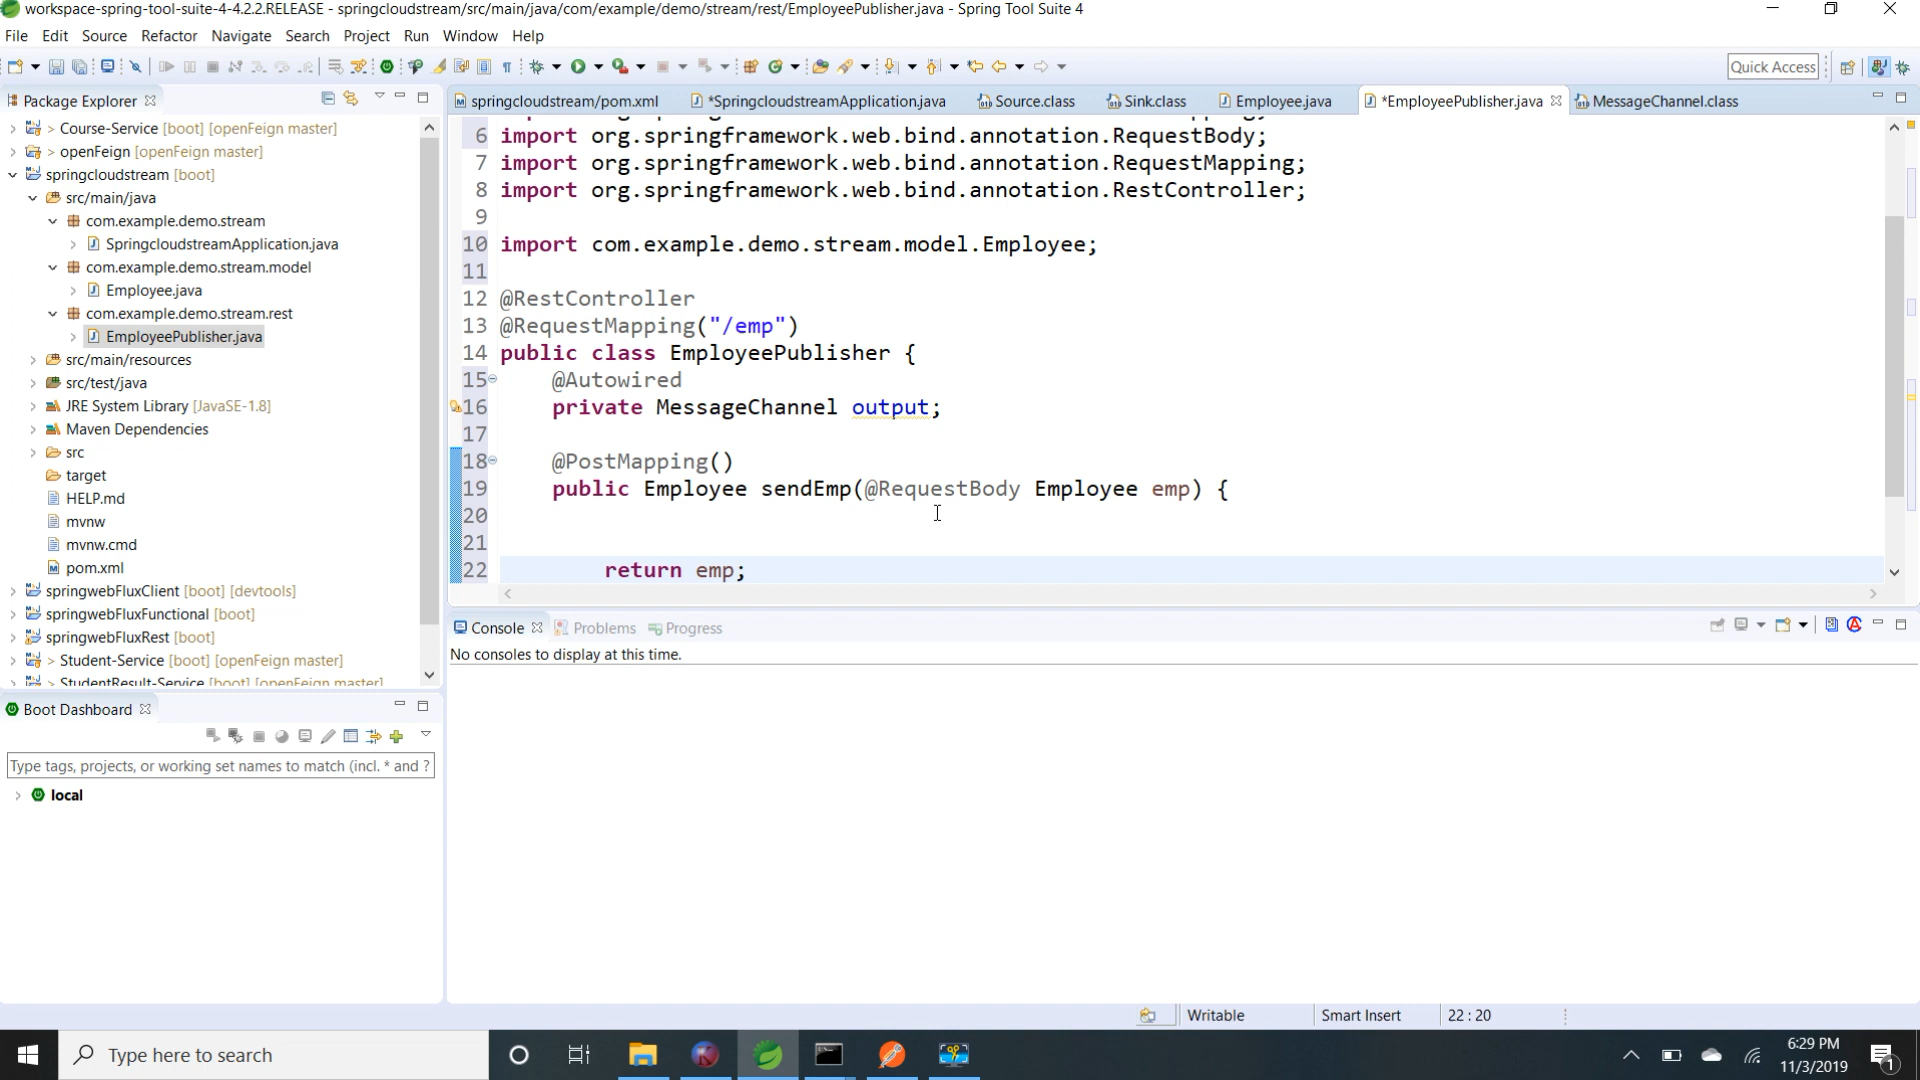 workspace-spring-tool-suite-4-4.2.2.RELEASE - springcloudstream/src/main/java/com/example/demo/stream/rest/EmployeePublisher.java - Spring Tool Suite 4
File Edit Source Refactor Navigate Search Project Run Window Help
Quick Access
Package Explorer
> Course-Service [boot] [openFeign master]
> openFeign [openFeign master]
springcloudstream [boot]
src/main/java
com.example.demo.stream
SpringcloudstreamApplication.java
com.example.demo.stream.model
Employee.java
com.example.demo.stream.rest
EmployeePublisher.java
src/main/resources
src/test/java
JRE System Library [JavaSE-1.8]
Maven Dependencies
src
target
HELP.md
mvnw
mvnw.cmd
pom.xml
springwebFluxClient [boot] [devtools]
springwebFluxFunctional [boot]
springwebFluxRest [boot]
> Student-Service [boot] [openFeign master]
> StudentResult-Service [boot] [openFeign master]
Boot Dashboard
Type tags, projects, or working set names to match (incl. * and ?
local
springcloudstream/pom.xml *SpringcloudstreamApplication.java Source.class Sink.class Employee.java *EmployeePublisher.java MessageChannel.class
6 import org.springframework.web.bind.annotation.RequestBody;
7 import org.springframework.web.bind.annotation.RequestMapping;
8 import org.springframework.web.bind.annotation.RestController;
9
10 import com.example.demo.stream.model.Employee;
11
12 @RestController
13 @RequestMapping("/emp")
14 public class EmployeePublisher {
15 @Autowired
16 private MessageChannel output;
17
18 @PostMapping()
19 public Employee sendEmp(@RequestBody Employee emp) {
20
21
22 return emp;
Console Problems Progress
No consoles to display at this time.
Writable Smart Insert 22 : 20
Type here to search
6:29 PM
11/3/2019
1